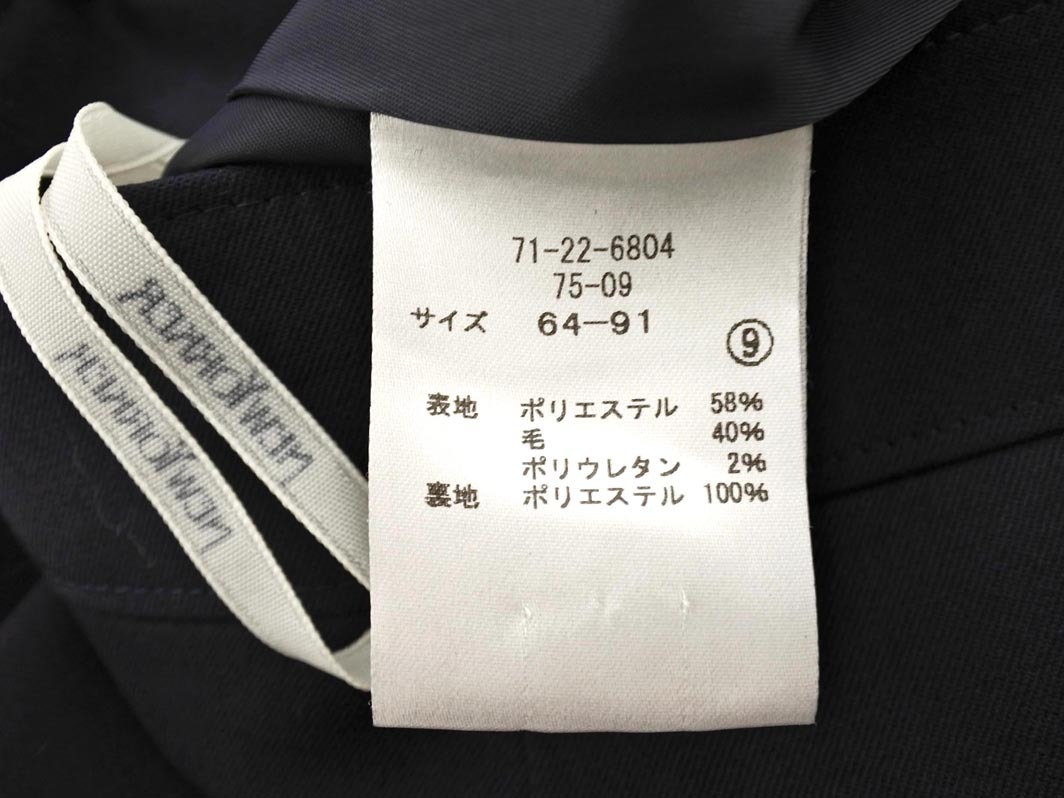 71-22-6804
75-09
サイズ 64-91
⑨
表地 ポリエステル 58%
毛 40%
ポリウレタン 2%
裏地 ポリエステル 100%